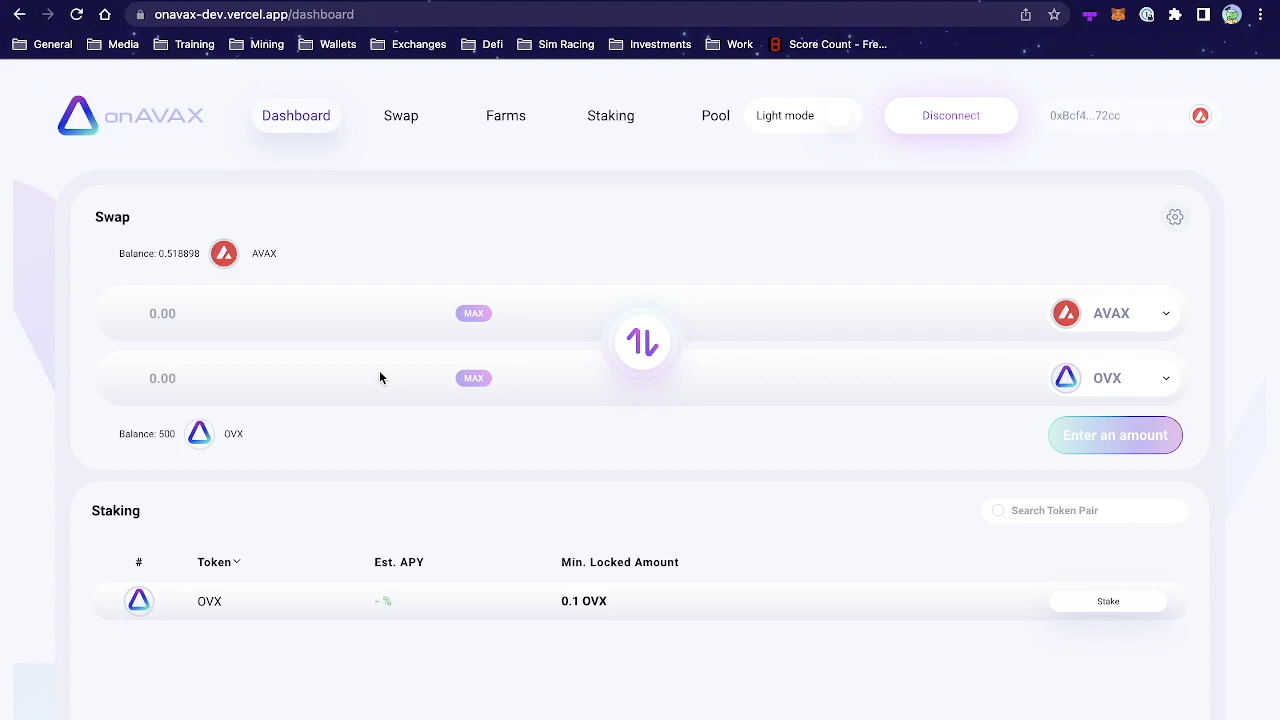 onavax-dev.vercel.app/dashboard
General Media Training Mining Wallets Exchanges Defi Sim Racing Investments Work 8 Score Count - Fre...
onAVAX Dashboard Swap Farms Staking Pool Light mode Disconnect 0xBcf4...72cc
Swap
Balance: 0.518898 AVAX
0.00 MAX AVAX
0.00 MAX OVX
Balance: 500 OVX Enter an amount
Staking Search Token Pair
# Token Est. APY Min. Locked Amount
OVX - % 0.1 OVX Stake